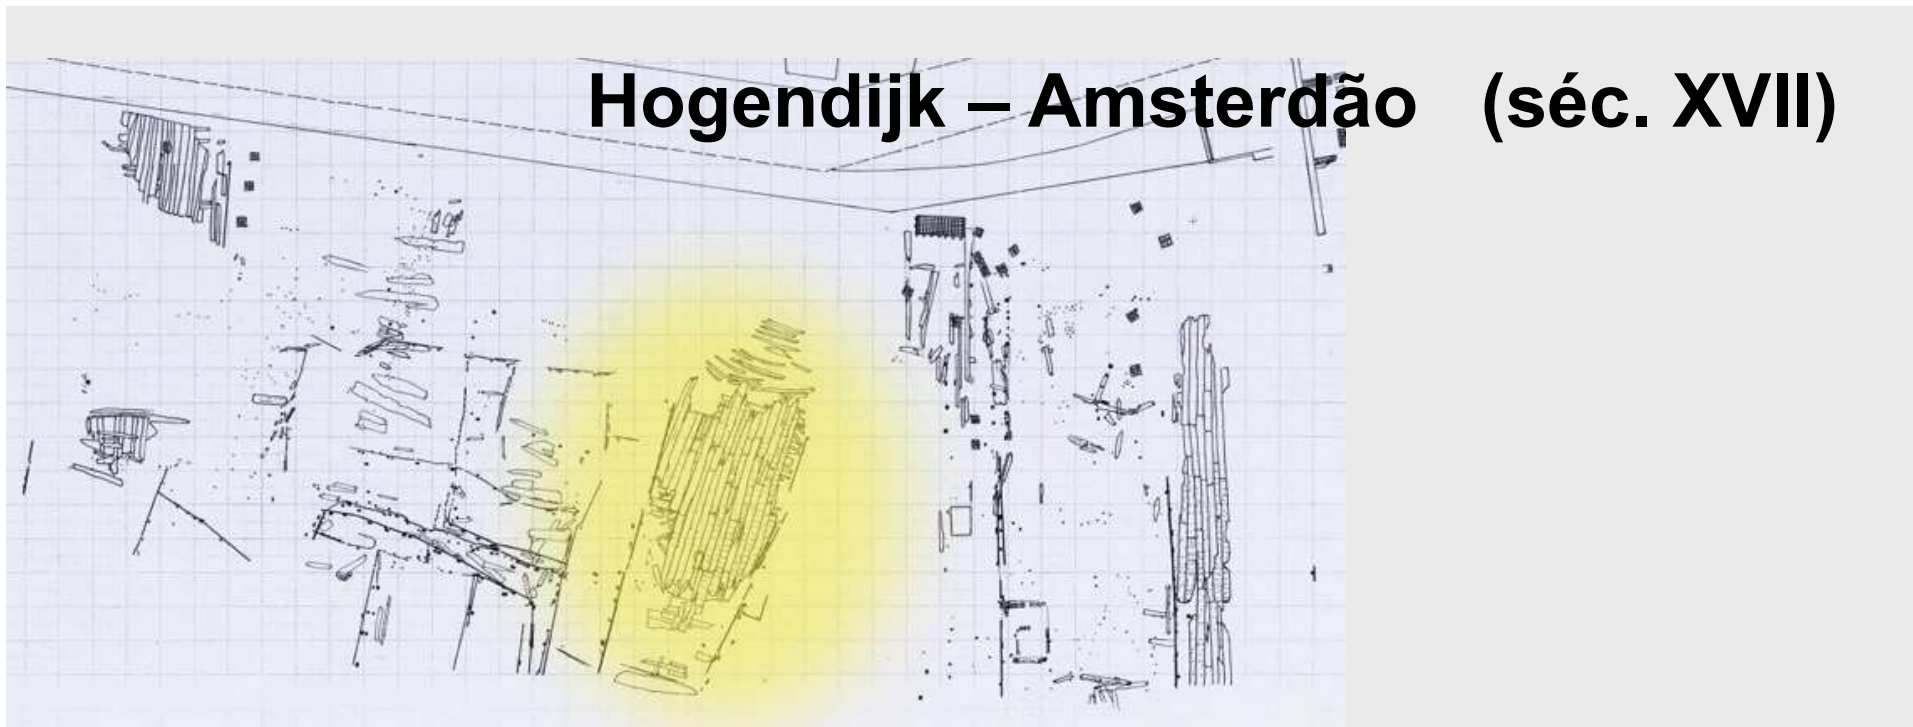 Hogendijk – Amsterdão (séc. XVII)